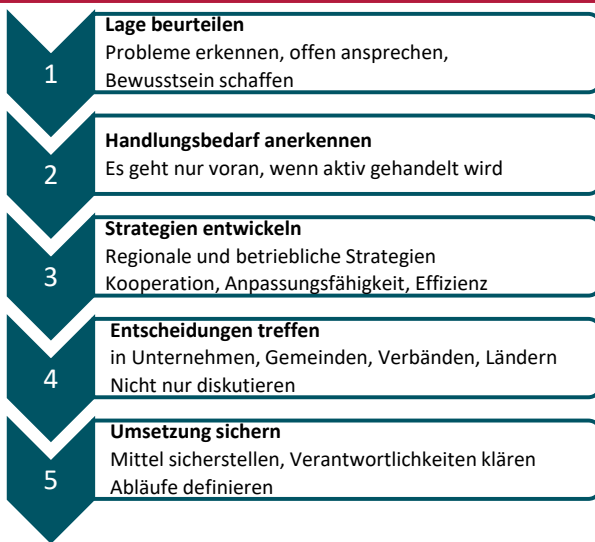 Lage beurteilen
Probleme erkennen, offen ansprechen,
Bewusstsein schaffen
1
Handlungsbedarf anerkennen
Es geht nur voran, wenn aktiv gehandelt wird
2
Strategien entwickeln
Regionale und betriebliche Strategien
Kooperation, Anpassungsfähigkeit, Effizienz
3
Entscheidungen treffen
in Unternehmen, Gemeinden, Verbänden, Ländern
Nicht nur diskutieren
4
Umsetzung sichern
Mittel sicherstellen, Verantwortlichkeiten klären
Abläufe definieren
5